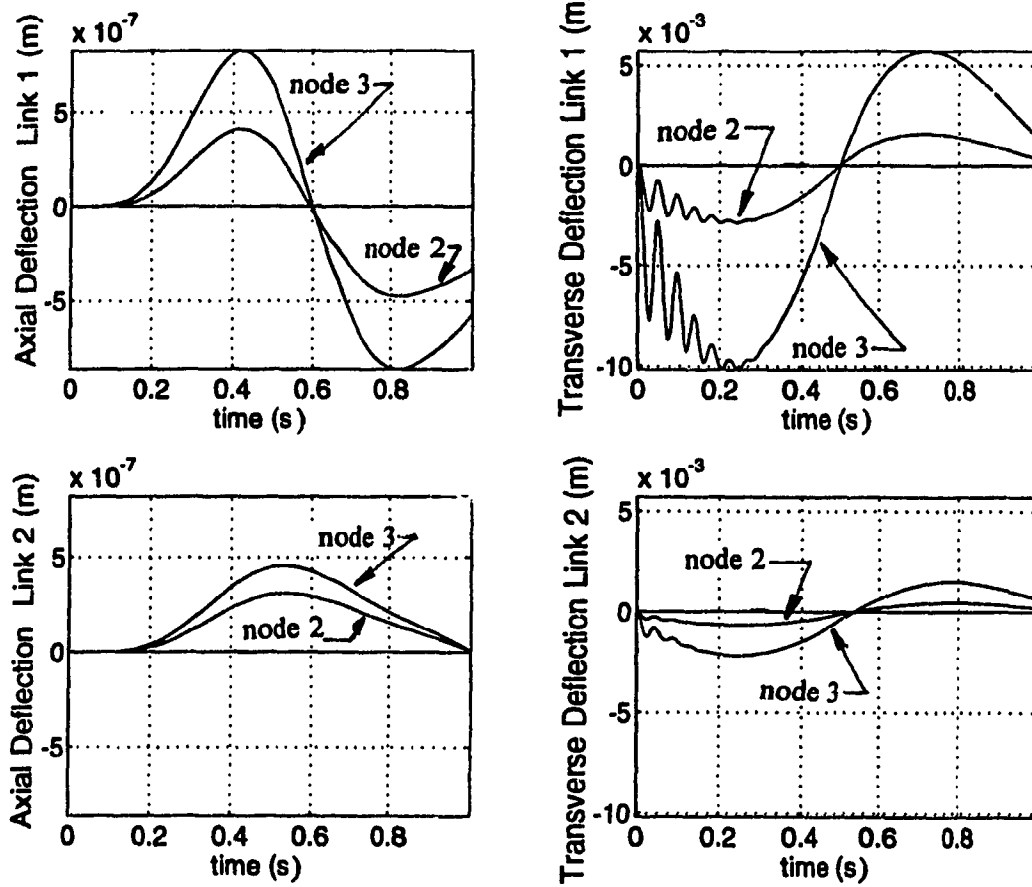 x 10-7
Axial Deflection Link 1 (m)
5
0
-5
node 3
node 2
0 0.2 0.4 0.6 0.8
time (s)
x 10-3
Transverse Deflection Link 1 (m
5
0
-5
-10
node 2
node 3
0 0.2 0.4 0.6 0.8
time (s)
x 10-7
Axial Deflection Link 2 (m)
5
0
-5
node 3
node 2
0 0.2 0.4 0.6 0.8
time (s)
x 10-3
Transverse Deflection Link 2 (m)
5
0
-5
-10
node 2
node 3
0 0.2 0.4 0.6 0.8
time (s)